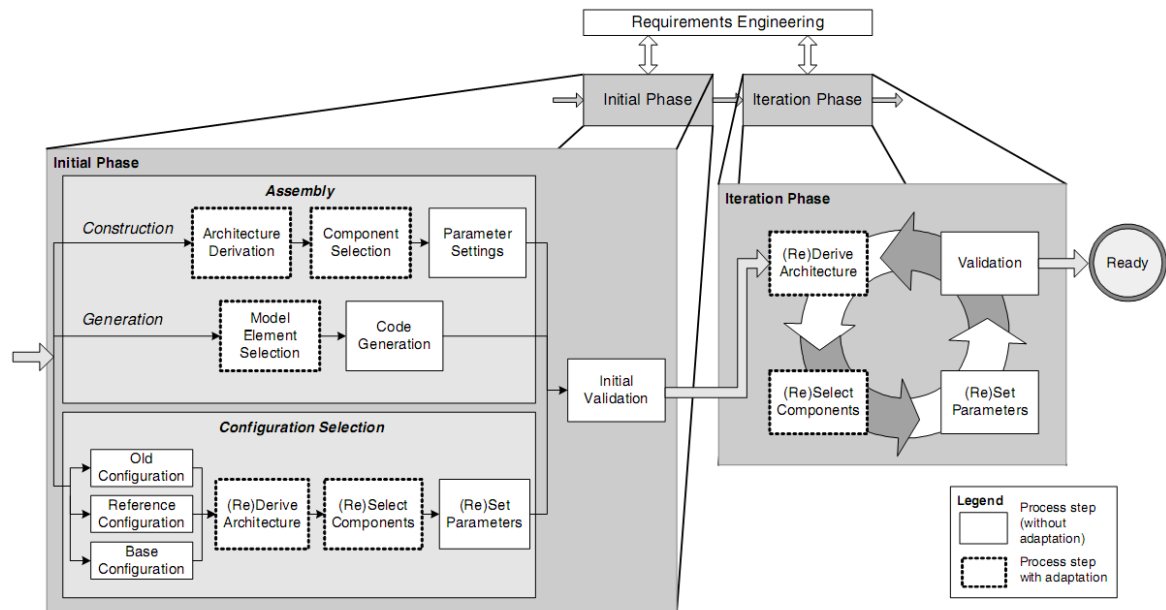 Requirements Engineering
Initial Phase
Iteration Phase
Initial Phase
Assembly
Construction
Architecture
Derivation
Component
Selection
Parameter
Settings
Generation
Model
Element
Selection
Code
Generation
Initial
Validation
Configuration Selection
Old
Configuration
Reference
Configuration
Base
Configuration
(Re)Derive
Architecture
(Re)Select
Components
(Re)Set
Parameters
Iteration Phase
(Re)Derive
Architecture
Validation
Ready
(Re)Select
Components
(Re)Set
Parameters
Legend
Process step
(without
adaptation)
Process step
with adaptation